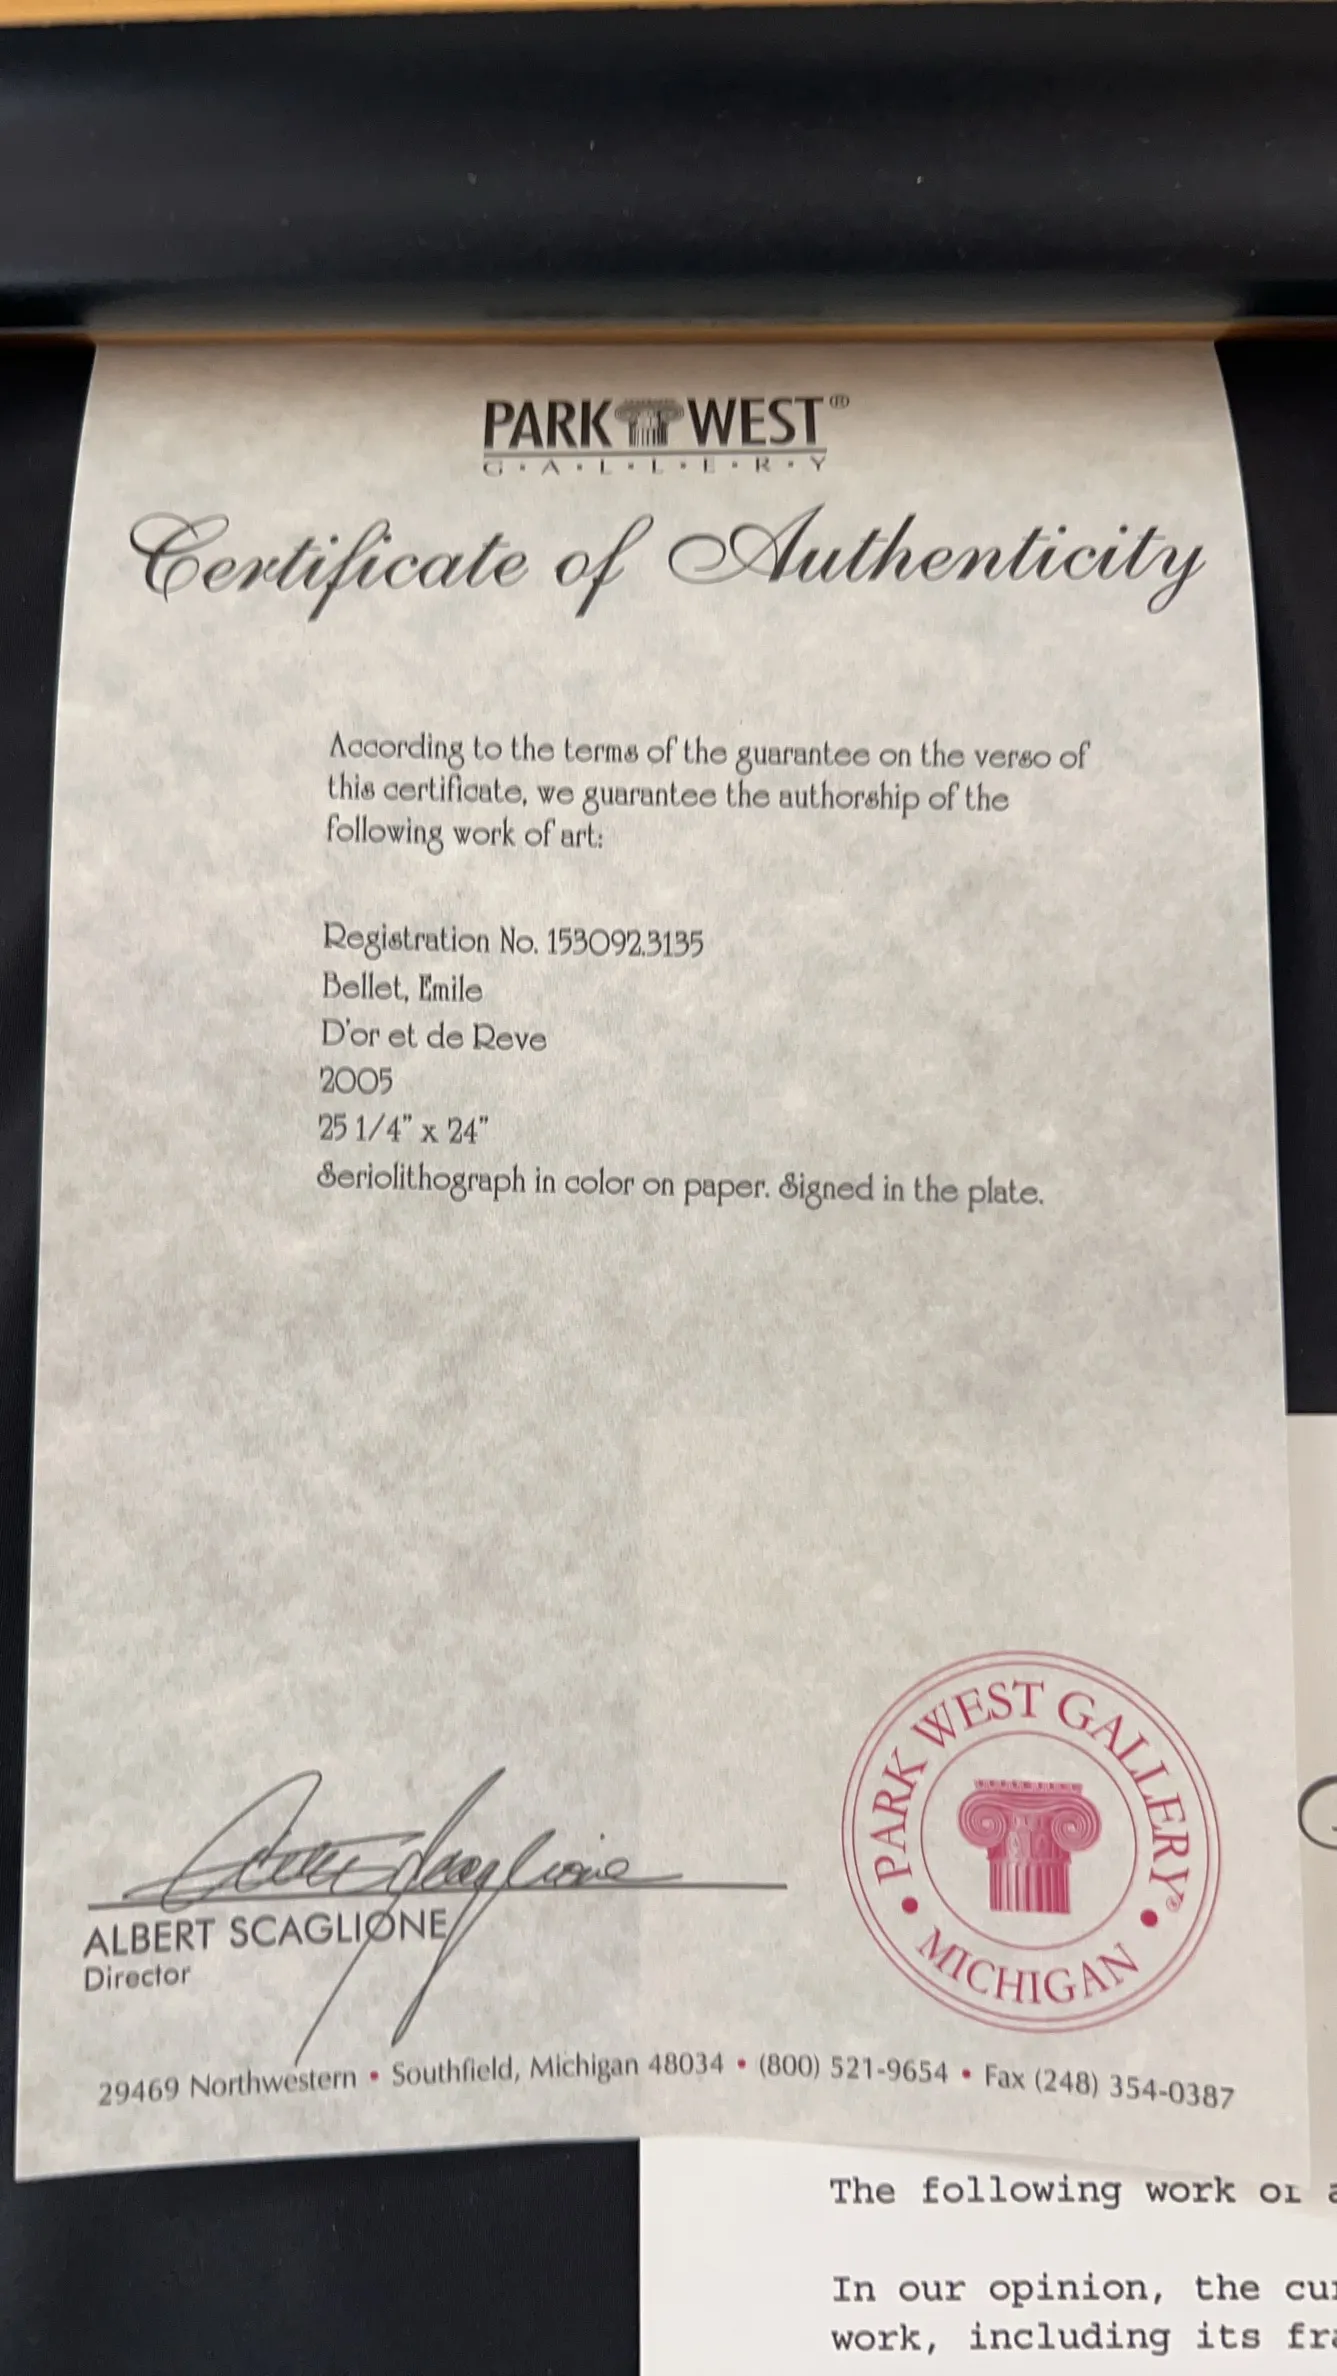 PARK WEST®
G·A·L·L·E·R·Y
Certificate of Authenticity
According to the terms of the guarantee on the verso of
this certificate, we guarantee the authorship of the
following work of art:
Registration No. 153092.3135
Bellet, Emile
D'or et de Reve
2005
25 1/4" x 24"
Seriolithograph in color on paper. Signed in the plate.
Albert Scaglione
ALBERT SCAGLIONE
Director
PARK WEST GALLERY®
• MICHIGAN •
29469 Northwestern • Southfield, Michigan 48034 • (800) 521-9654 • Fax (248) 354-0387
The following work
In our opinion, the
work, including its